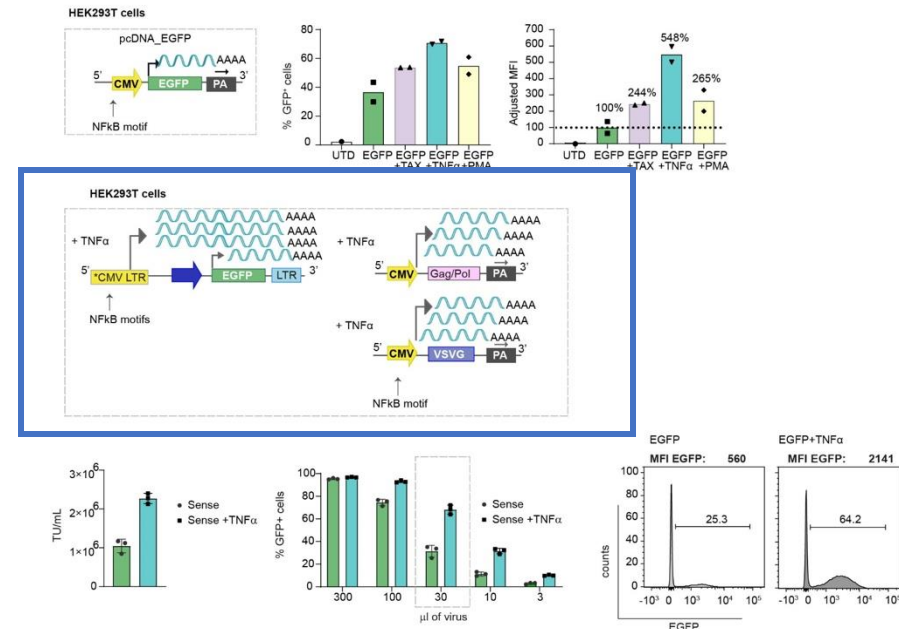 HEK293T cells
pcDNA_EGFP
AAAA
5'
CMV
EGFP
PA
3'
NFkB motif
% GFP⁺ cells
80
60
40
20
0
UTD
EGFP
EGFP +TAX
EGFP +TNFα
EGFP +PMA
Adjusted MFI
700
600
500
400
300
200
100
0
100%
244%
548%
265%
UTD
EGFP
EGFP +TAX
EGFP +TNFα
EGFP +PMA
HEK293T cells
+ TNFα
AAAA
AAAA
AAAA
AAAA
5'
*CMV LTR
EGFP
LTR
3'
NFkB motifs
+ TNFα
AAAA
AAAA
AAAA
5'
CMV
Gag/Pol
PA
3'
+ TNFα
AAAA
AAAA
AAAA
5'
CMV
VSVG
PA
3'
NFkB motif
TU/mL
3×10⁶
2×10⁶
1×10⁶
0
Sense
Sense +TNFα
% GFP+ cells
100
80
60
40
20
0
300
100
30
10
3
µl of virus
Sense
Sense +TNFα
EGFP
MFI EGFP: 560
25.3
EGFP+TNFα
MFI EGFP: 2141
64.2
counts
100
80
60
40
20
0
-10³ 0 10³ 10⁴ 10⁵
-10³ 0 10³ 10⁴ 10⁵
EGFP